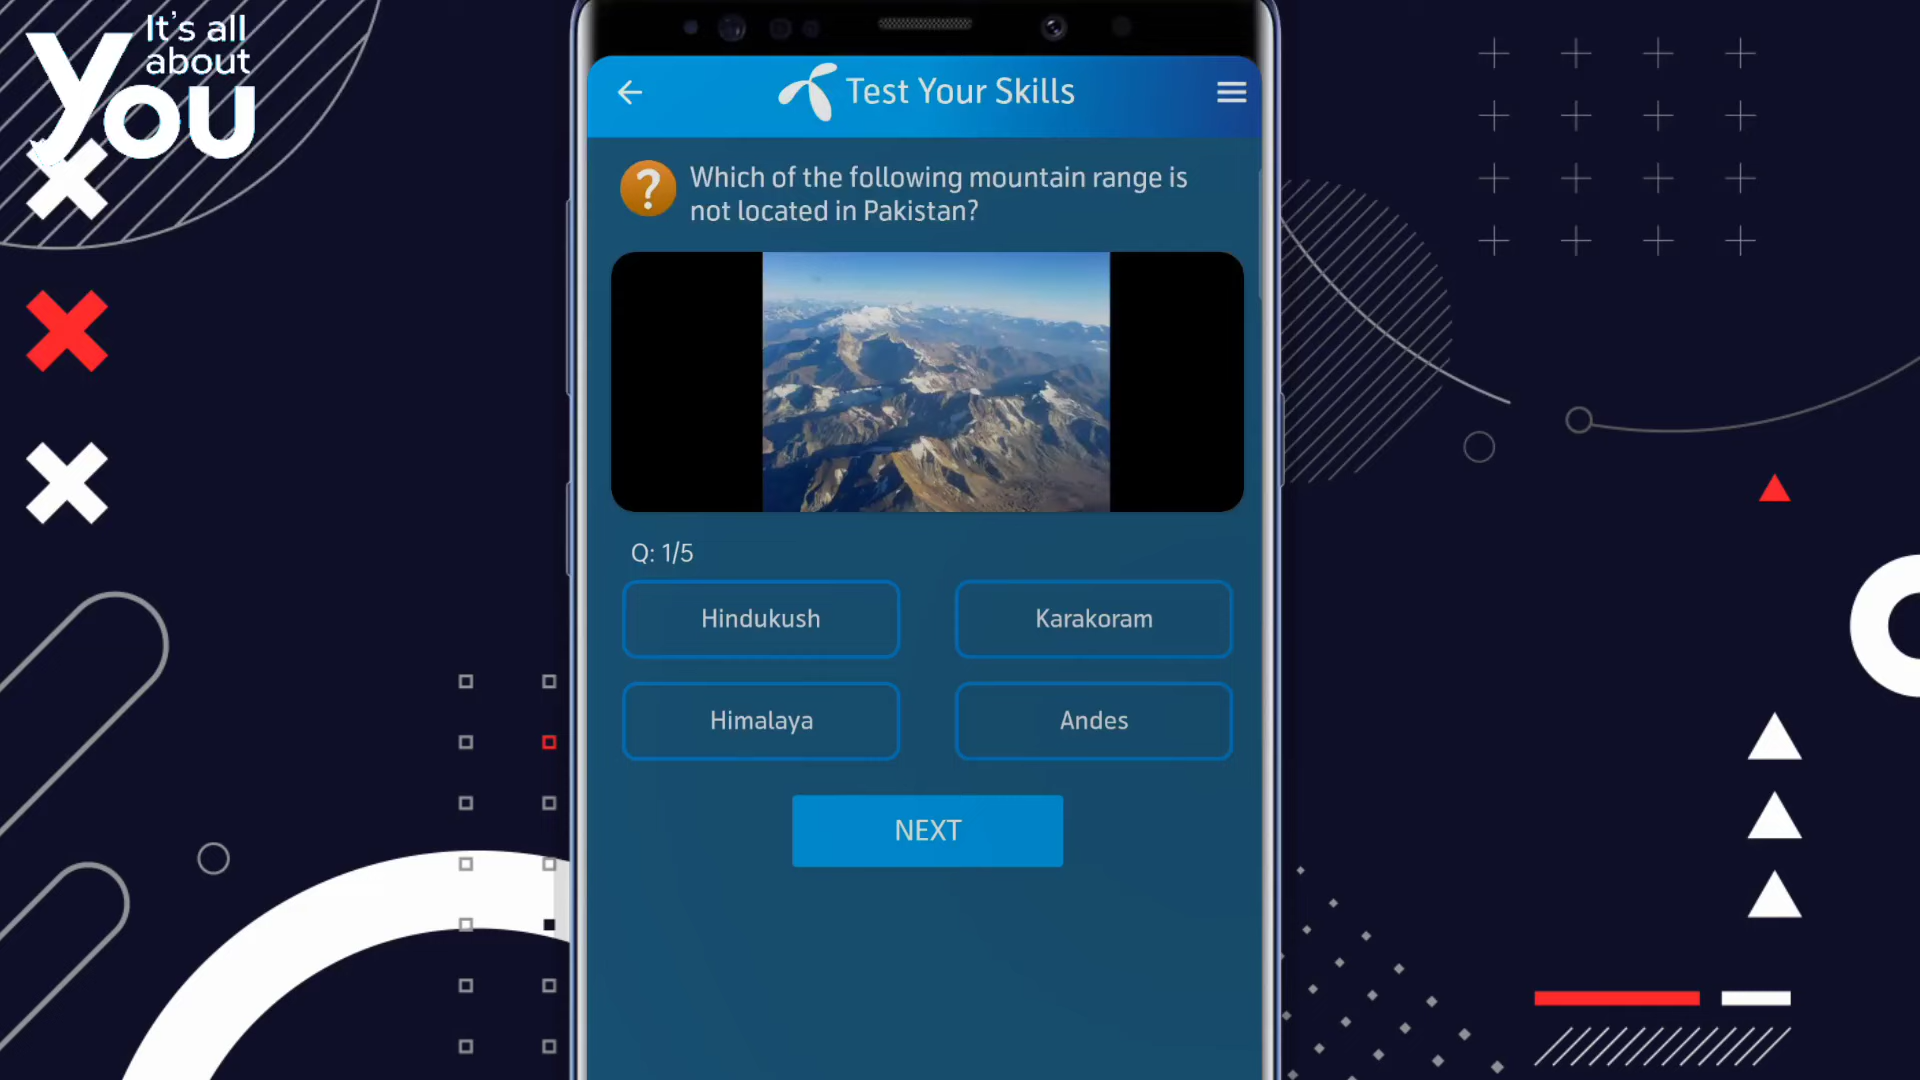 It's all
about
you
Test Your Skills
Which of the following mountain range is
not located in Pakistan?
Q: 1/5
Hindukush
Karakoram
Himalaya
Andes
NEXT